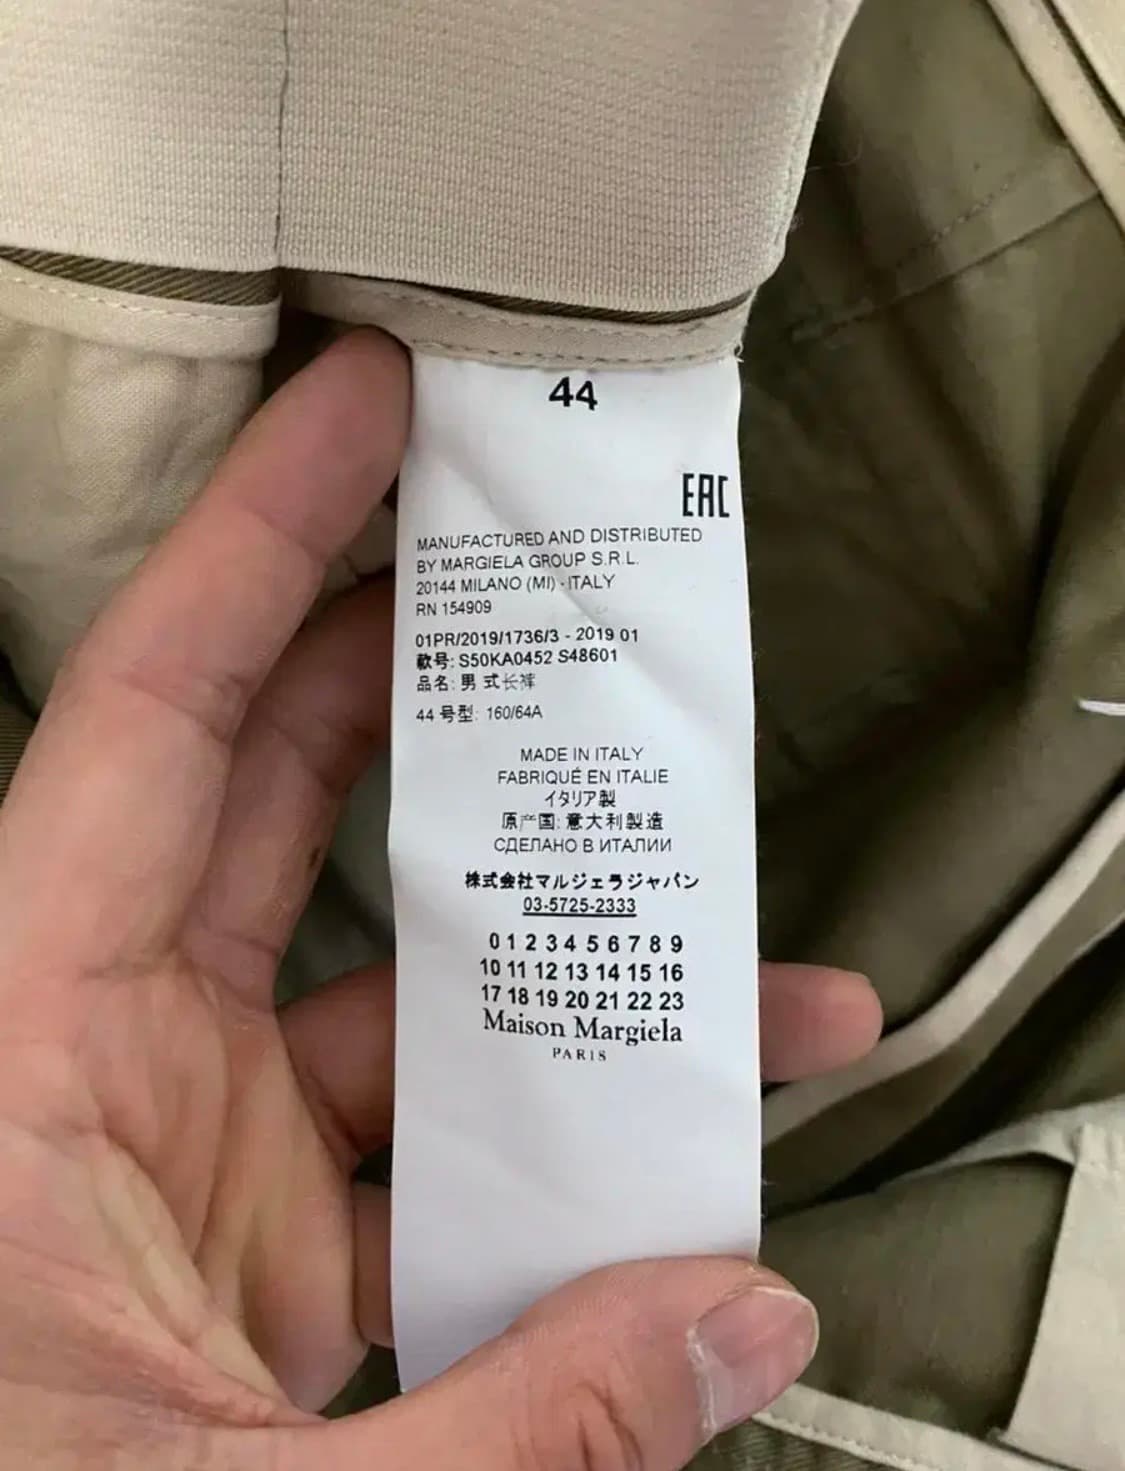 44
EAC
MANUFACTURED AND DISTRIBUTED
BY MARGIELA GROUP S.R.L.
20144 MILANO (MI) - ITALY
RN 154909
01PR/2019/1736/3 - 2019 01
款号: S50KA0452 S48601
品名: 男 式长裤
44 号型: 160/64A
MADE IN ITALY
FABRIQUÉ EN ITALIE
イタリア製
原产国: 意大利製造
СДЕЛАНО В ИТАЛИИ
株式会社マルジェラジャパン
03-5725-2333
0 1 2 3 4 5 6 7 8 9
10 11 12 13 14 15 16
17 18 19 20 21 22 23
Maison Margiela
PARIS